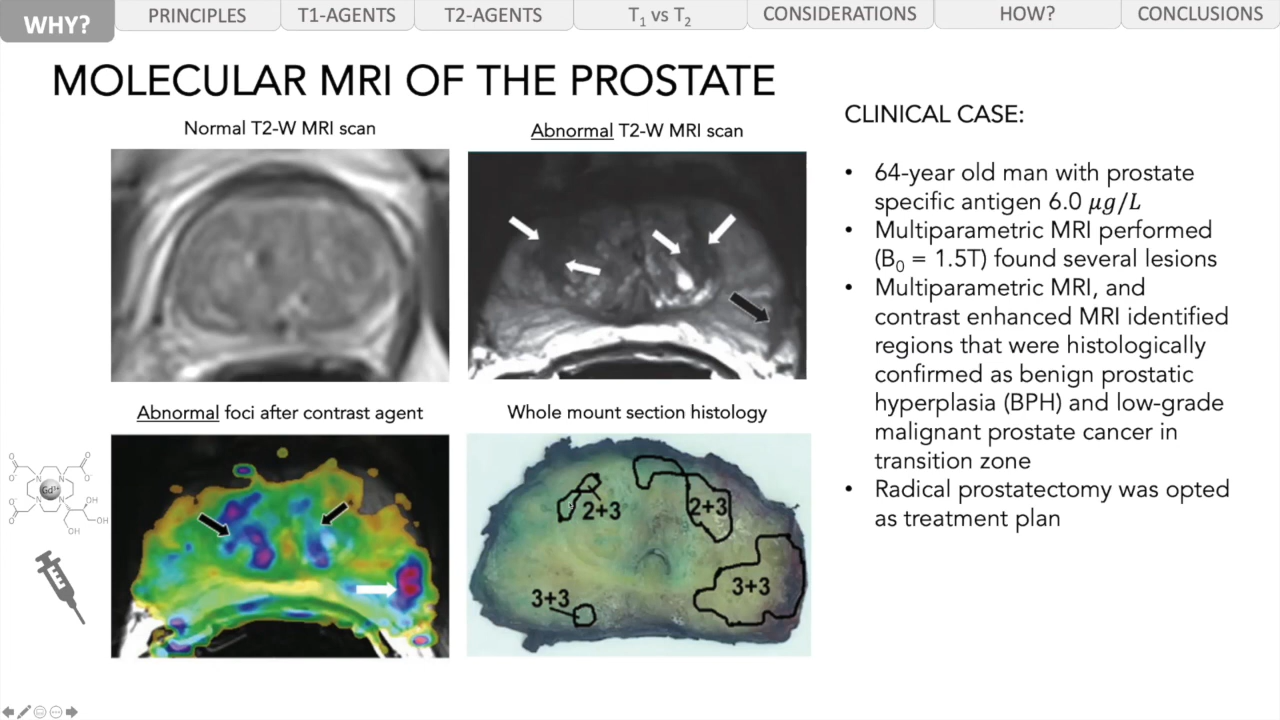 WHY?
PRINCIPLES
T1-AGENTS
T2-AGENTS
T₁ vs T₂
CONSIDERATIONS
HOW?
CONCLUSIONS
MOLECULAR MRI OF THE PROSTATE
Normal T2-W MRI scan
Abnormal T2-W MRI scan
Abnormal foci after contrast agent
Whole mount section histology
2+3
2+3
3+3
3+3
O
O
O⁻
O⁻
N
N
Gd³⁺
N
N
O⁻
O
OH
OH
OH
CLINICAL CASE:
• 64-year old man with prostate
specific antigen 6.0 μg/L
• Multiparametric MRI performed
(B₀ = 1.5T) found several lesions
• Multiparametric MRI, and
contrast enhanced MRI identified
regions that were histologically
confirmed as benign prostatic
hyperplasia (BPH) and low-grade
malignant prostate cancer in
transition zone
• Radical prostatectomy was opted
as treatment plan